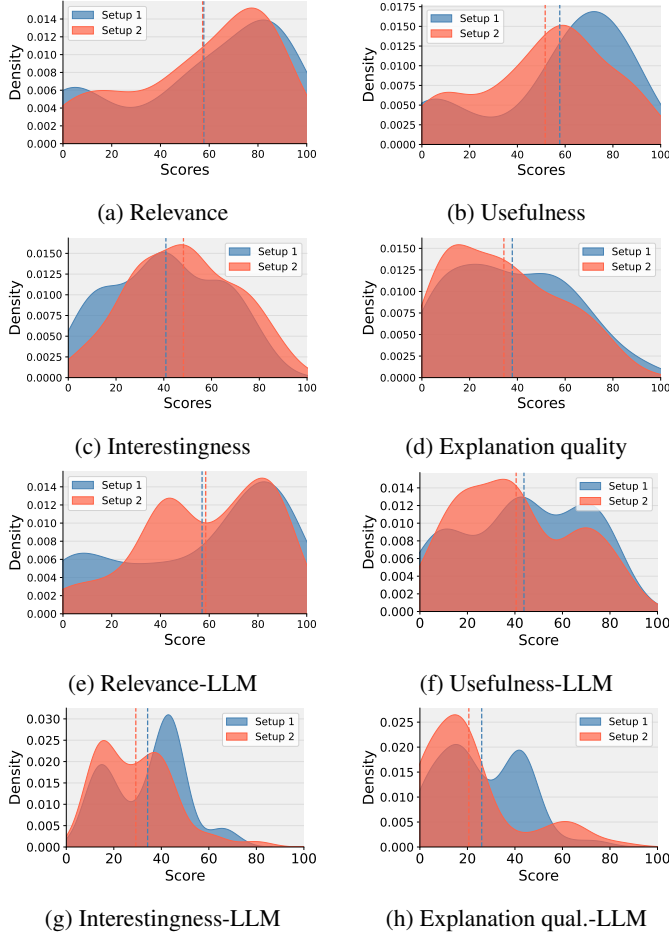 Density
0.014
0.012
0.010
0.008
0.006
0.004
0.002
0.000
0 20 40 60 80 100
Scores
Setup 1
Setup 2
(a) Relevance
Density
0.0175
0.0150
0.0125
0.0100
0.0075
0.0050
0.0025
0.000
0 20 40 60 80 100
Scores
Setup 1
Setup 2
(b) Usefulness
Density
0.0150
0.0125
0.0100
0.0075
0.0050
0.0025
0.0000
0 20 40 60 80 100
Scores
Setup 1
Setup 2
(c) Interestingness
Density
0.0150
0.0125
0.0100
0.0075
0.0050
0.0025
0.0000
0 20 40 60 80 100
Scores
Setup 1
Setup 2
(d) Explanation quality
Density
0.014
0.012
0.010
0.008
0.006
0.004
0.002
0.000
0 20 40 60 80 100
Score
Setup 1
Setup 2
(e) Relevance-LLM
Density
0.014
0.012
0.010
0.008
0.006
0.004
0.002
0.000
0 20 40 60 80 100
Score
Setup 1
Setup 2
(f) Usefulness-LLM
Density
0.030
0.025
0.020
0.015
0.010
0.005
0.000
0 20 40 60 80 100
Score
Setup 1
Setup 2
(g) Interestingness-LLM
Density
0.025
0.020
0.015
0.010
0.005
0.000
0 20 40 60 80 100
Score
Setup 1
Setup 2
(h) Explanation qual.-LLM